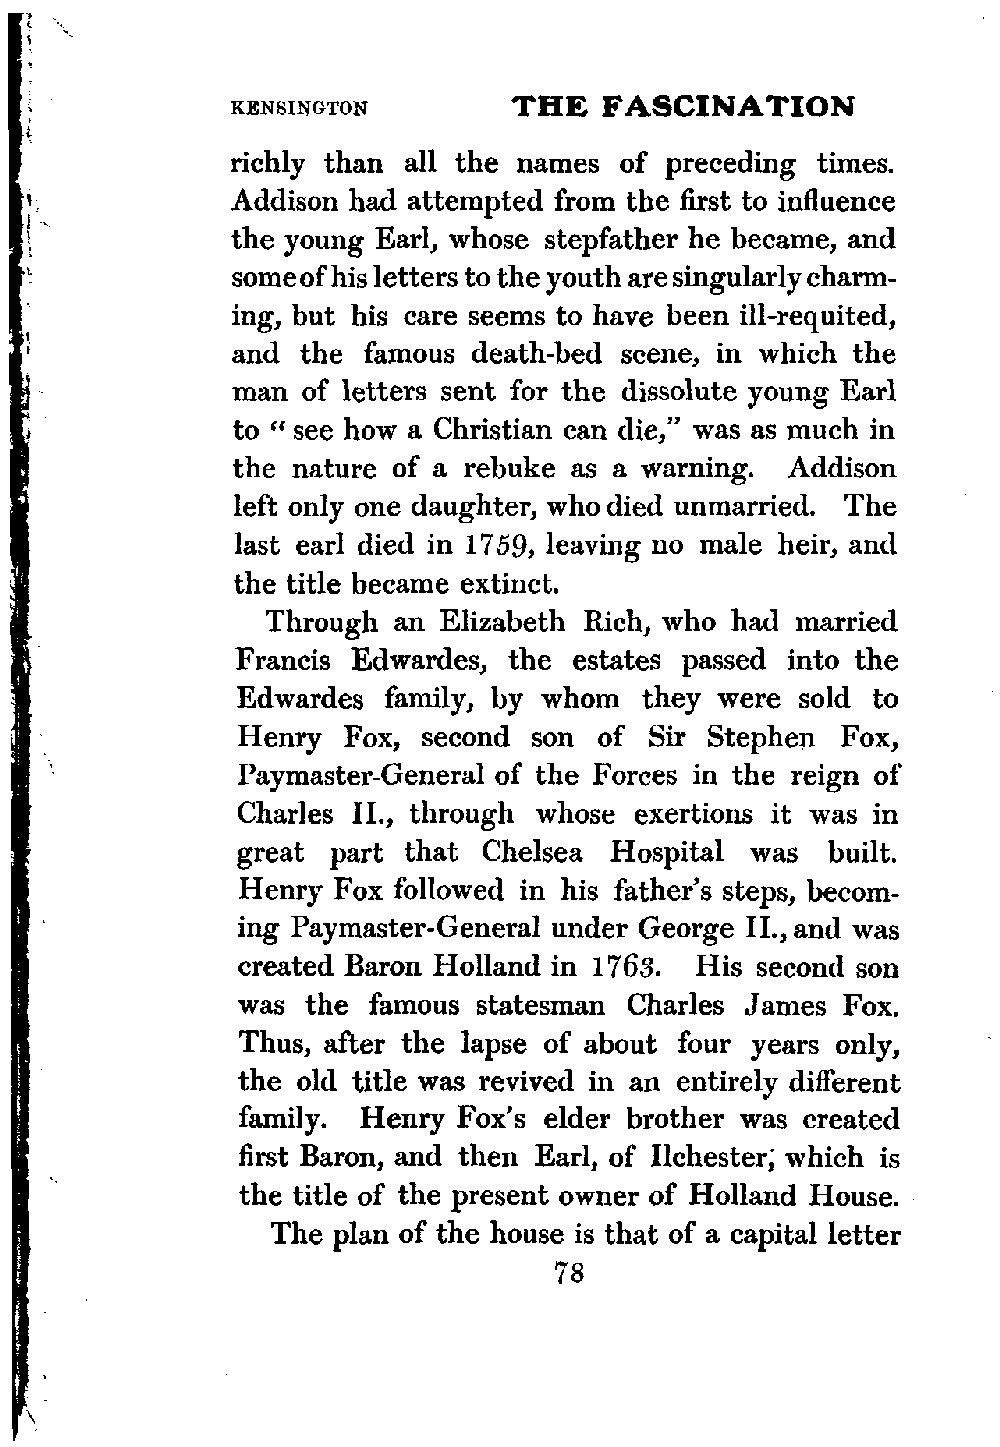 KENSINGTON THE FASCINATION
richly than all the names of preceding times.
Addison had attempted from the first to influence
the young Earl, whose stepfather he became, and
some of his letters to the youth are singularly charm-
ing, but his care seems to have been ill-requited,
and the famous death-bed scene, in which the
man of letters sent for the dissolute young Earl
to “ see how a Christian can die,” was as much in
the nature of a rebuke as a warning. Addison
left only one daughter, who died unmarried. The
last earl died in 1759, leaving no male heir, and
the title became extinct.
Through an Elizabeth Rich, who had married
Francis Edwardes, the estates passed into the
Edwardes family, by whom they were sold to
Henry Fox, second son of Sir Stephen Fox,
Paymaster-General of the Forces in the reign of
Charles II., through whose exertions it was in
great part that Chelsea Hospital was built.
Henry Fox followed in his father's steps, becom-
ing Paymaster-General under George II., and was
created Baron Holland in 1763. His second son
was the famous statesman Charles James Fox.
Thus, after the lapse of about four years only,
the old title was revived in an entirely different
family. Henry Fox's elder brother was created
first Baron, and then Earl, of Ilchester; which is
the title of the present owner of Holland House.
The plan of the house is that of a capital letter
78